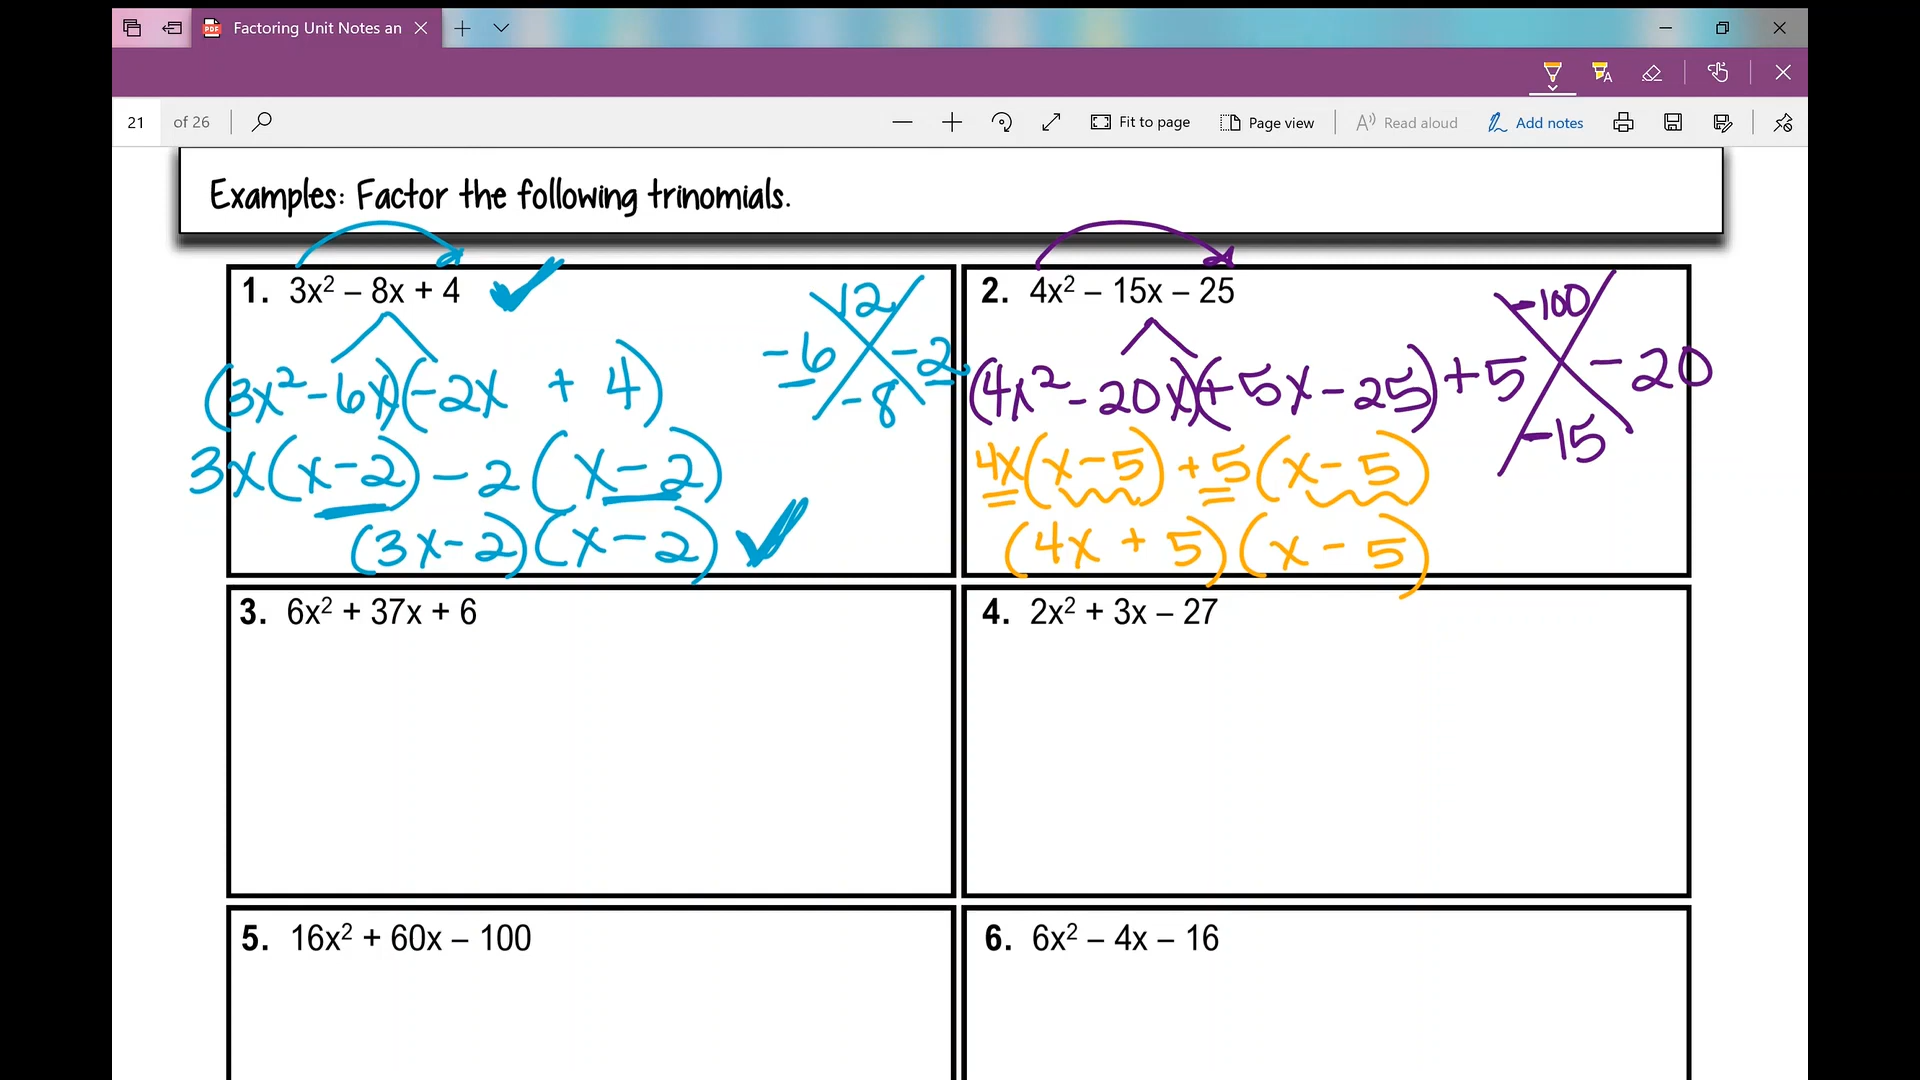 Factoring Unit Notes an
21 of 26
Fit to page
Page view
Read aloud
Add notes
Examples: Factor the following trinomials.
1. 3x² – 8x + 4
12
-6 -2
-8
(3x²-6x)(-2x + 4)
3x(x-2)-2(x-2)
(3x-2)(x-2)
2. 4x² – 15x – 25
-100
+5 -20
-15
(4x²-20x)(+5x-25)
4x(x-5)+5(x-5)
(4x + 5)(x - 5)
3. 6x² + 37x + 6
4. 2x² + 3x – 27
5. 16x² + 60x – 100
6. 6x² – 4x – 16